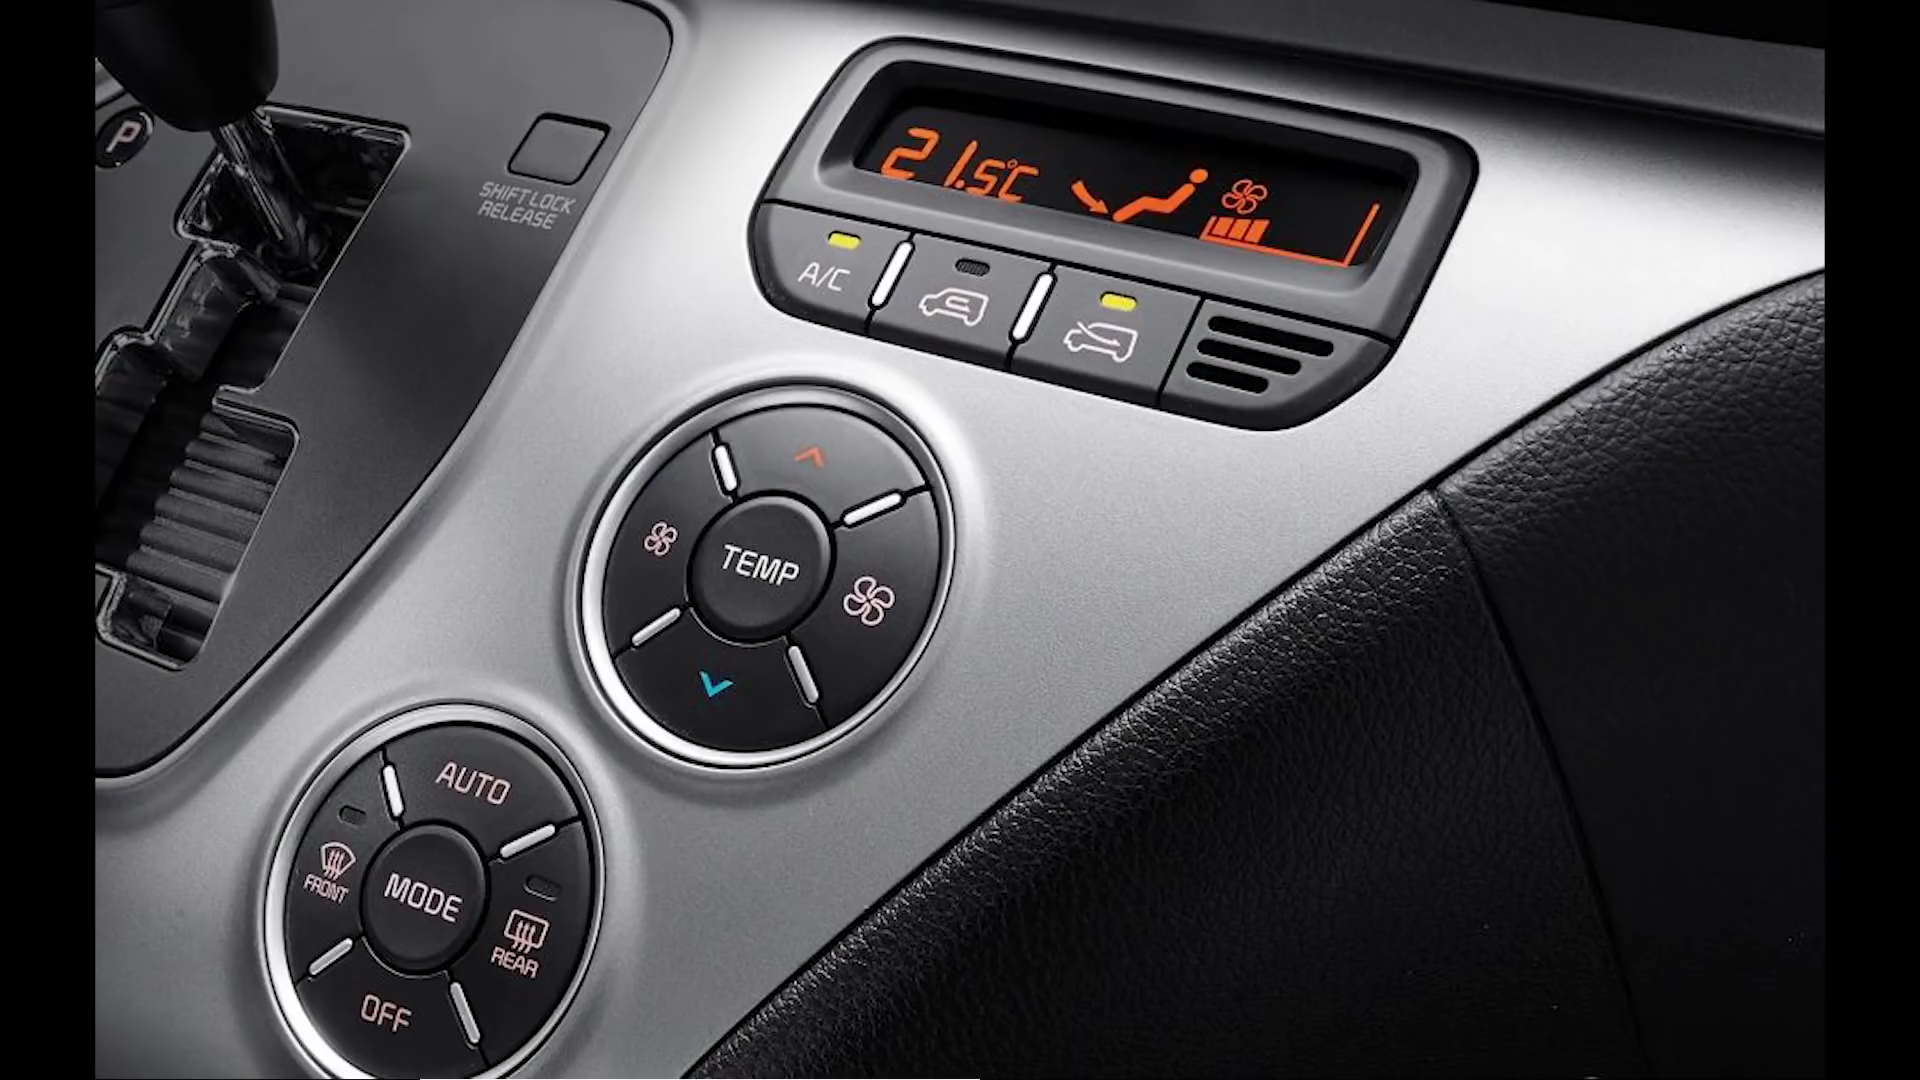 P
SHIFT LOCK
RELEASE
21.5°C
A/C
TEMP
AUTO
FRONT
MODE
REAR
OFF